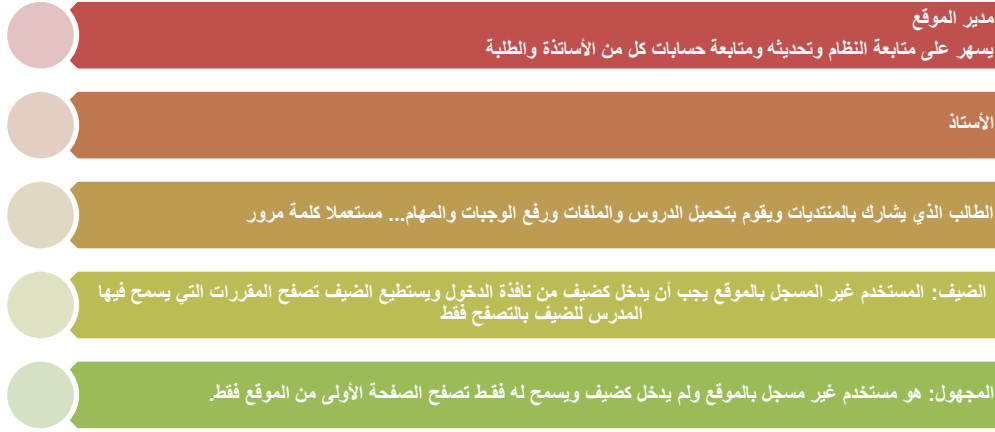 مدير الموقع
يسهر على متابعة النظام وتحديثه ومتابعة حسابات كل من الأساتذة والطلبة
الأستاذ
الطالب الذي يشارك بالمنتديات ويقوم بتحميل الدروس والملفات ورفع الوجبات والمهام... مستعملا كلمة مرور
الضيف: المستخدم غير المسجل بالموقع يجب أن يدخل كضيف من نافذة الدخول ويستطيع الضيف تصفح المقررات التي يسمح فيها
المدرس للضيف بالتصفح فقط
المجهول: هو مستخدم غير مسجل بالموقع ولم يدخل كضيف ويسمح له فقط تصفح الصفحة الأولى من الموقع فقط.